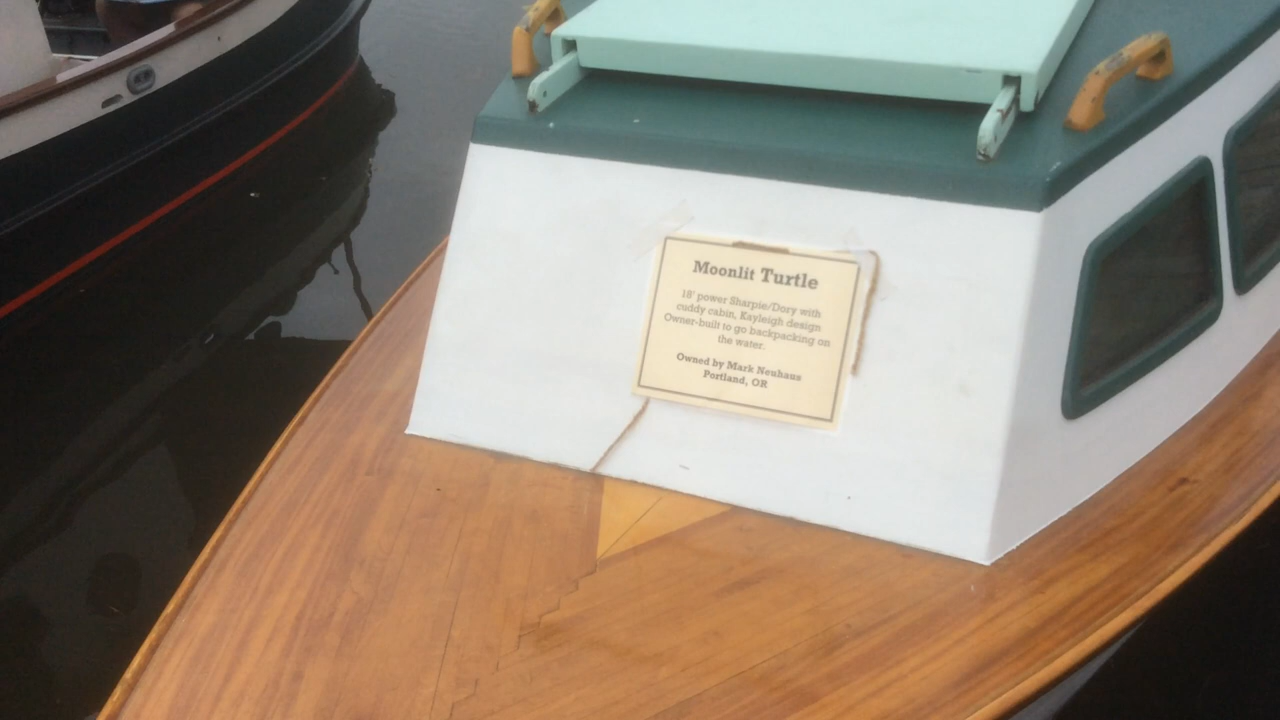 Moonlit Turtle
18' power Sharpie/Dory with
cuddy cabin, Kayleigh design
Owner-built to go backpacking on
the water.
Owned by Mark Neuhaus
Portland, OR